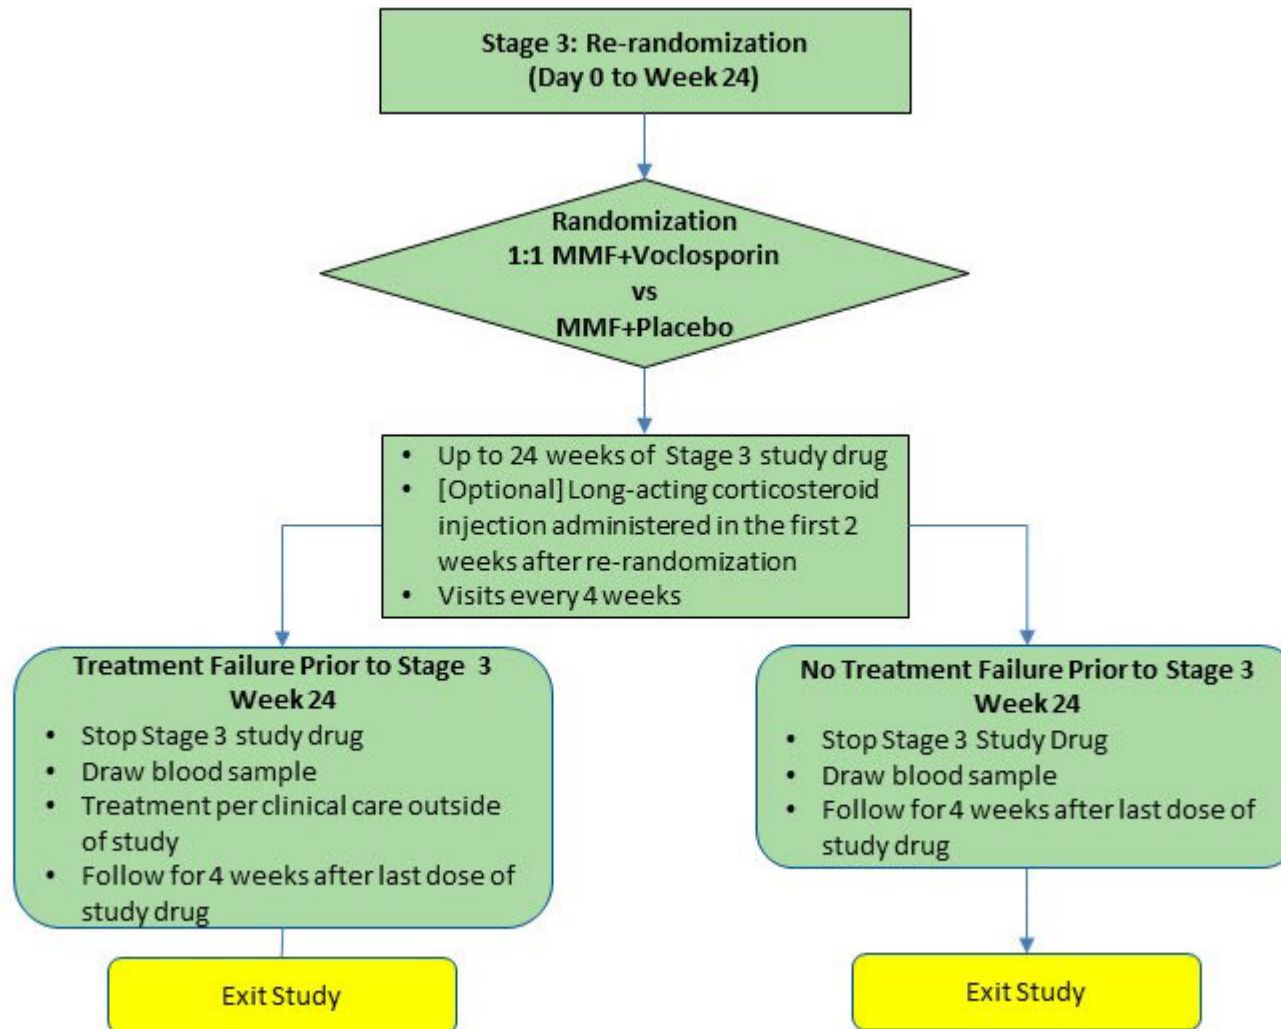 Stage 3: Re-randomization
(Day 0 to Week 24)
Randomization
1:1 MMF+Voclosporin
vs
MMF+Placebo
• Up to 24 weeks of Stage 3 study drug
• [Optional] Long-acting corticosteroid
injection administered in the first 2
weeks after re-randomization
• Visits every 4 weeks
Treatment Failure Prior to Stage 3
Week 24
• Stop Stage 3 study drug
• Draw blood sample
• Treatment per clinical care outside
of study
• Follow for 4 weeks after last dose of
study drug
Exit Study
No Treatment Failure Prior to Stage 3
Week 24
• Stop Stage 3 Study Drug
• Draw blood sample
• Follow for 4 weeks after last dose of
study drug
Exit Study